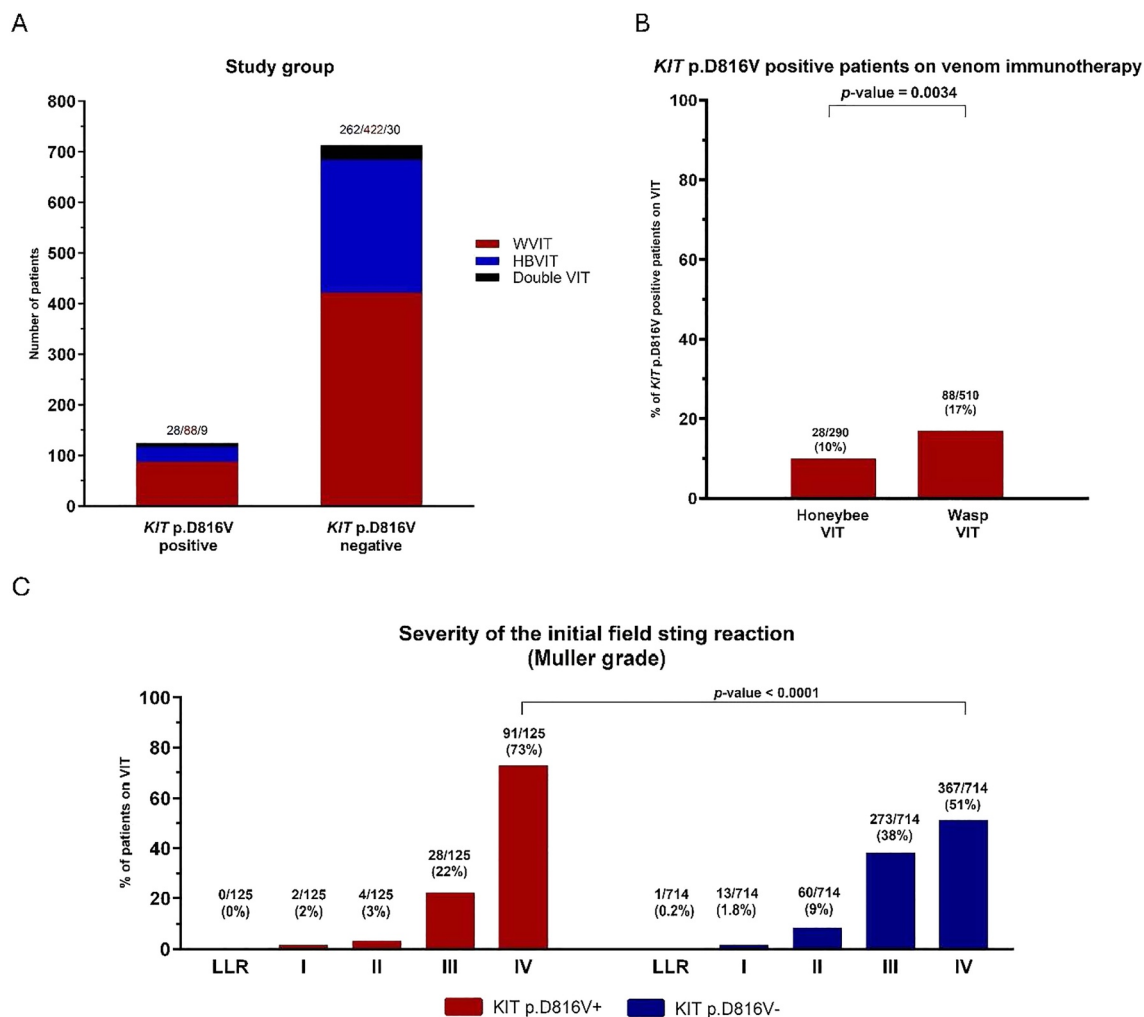 A
Study group
Number of patients
800
700
600
500
400
300
200
100
0
28/88/9
262/422/30
KIT p.D816V
positive
KIT p.D816V
negative
WVIT
HBVIT
Double VIT
B
KIT p.D816V positive patients on venom immunotherapy
p-value = 0.0034
% of KIT p.D816V positive patients on VIT
100
80
60
40
20
0
28/290
(10%)
88/510
(17%)
Honeybee
VIT
Wasp
VIT
C
Severity of the initial field sting reaction
(Muller grade)
p-value < 0.0001
% of patients on VIT
100
80
60
40
20
0
0/125
(0%)
2/125
(2%)
4/125
(3%)
28/125
(22%)
91/125
(73%)
1/714
(0.2%)
13/714
(1.8%)
60/714
(9%)
273/714
(38%)
367/714
(51%)
LLR I II III IV LLR I II III IV
KIT p.D816V+ KIT p.D816V-